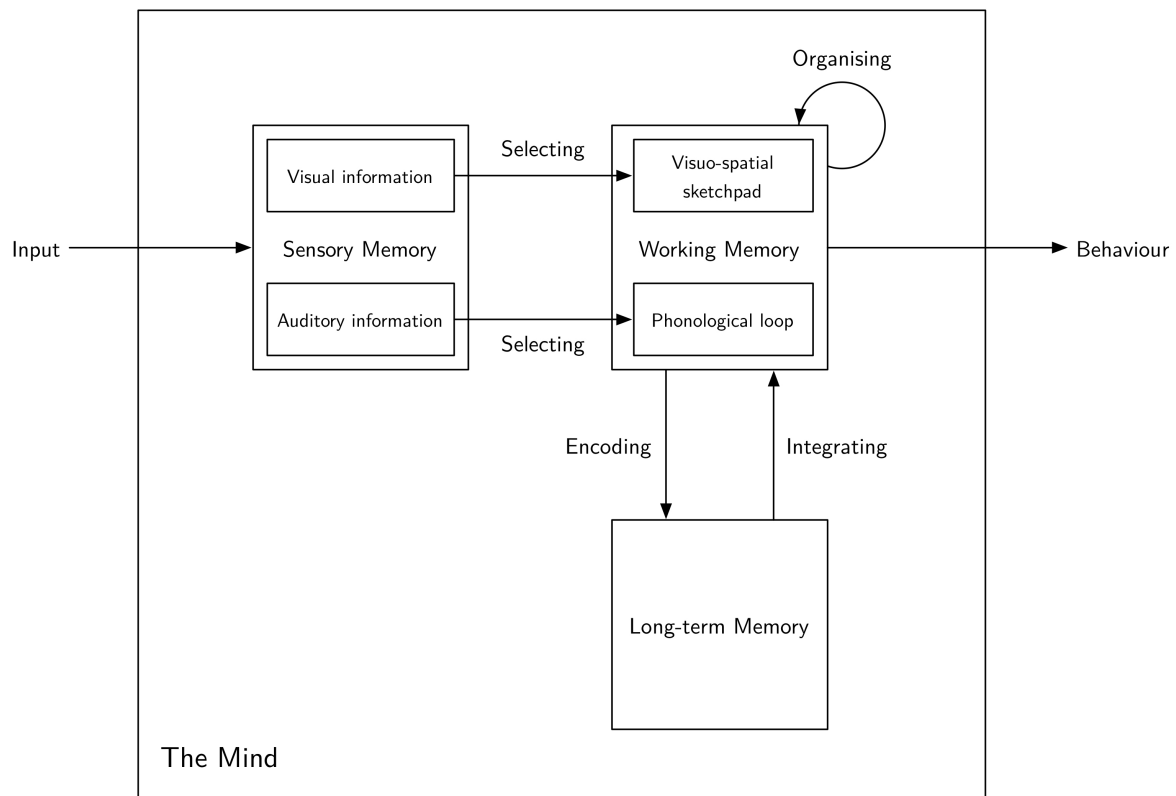 Organising
Selecting
Visual information
Visuo-spatial
sketchpad
Input
Sensory Memory
Working Memory
Behaviour
Auditory information
Phonological loop
Selecting
Encoding
Integrating
Long-term Memory
The Mind